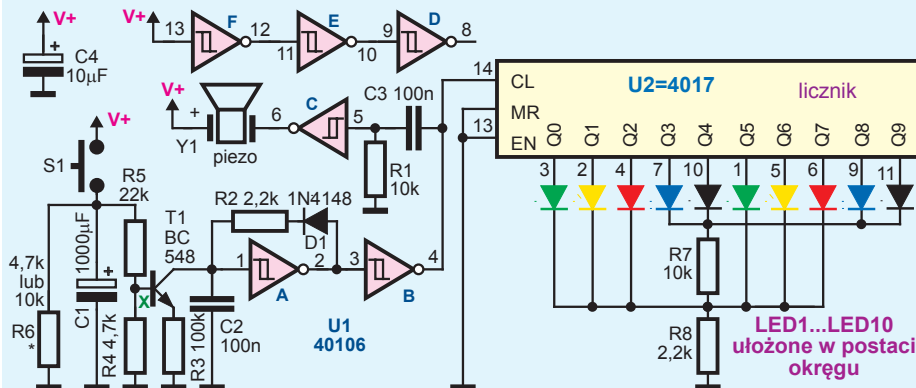 V+
C4
10µF
+
V+
13
F
12
11
E
10
9
D
8
V+
+
Y1
piezo
6
C
5
C3 100n
R1
10k
14
CL
MR
13
EN
U2=4017
licznik
Q0
Q1
Q2
Q3
Q4
Q5
Q6
Q7
Q8
Q9
3
2
4
7
10
1
5
6
9
11
V+
S1
R5
22k
T1
BC
548
R2 2,2k
1N4148
D1
1
A
2
3
B
4
4,7k
lub
10k
R6
*
C1
1000µF
+
X
R4 4,7k
R3 100k
C2
100n
U1
40106
R7
10k
R8
2,2k
LED1...LED10
ułożone w postaci
okręgu